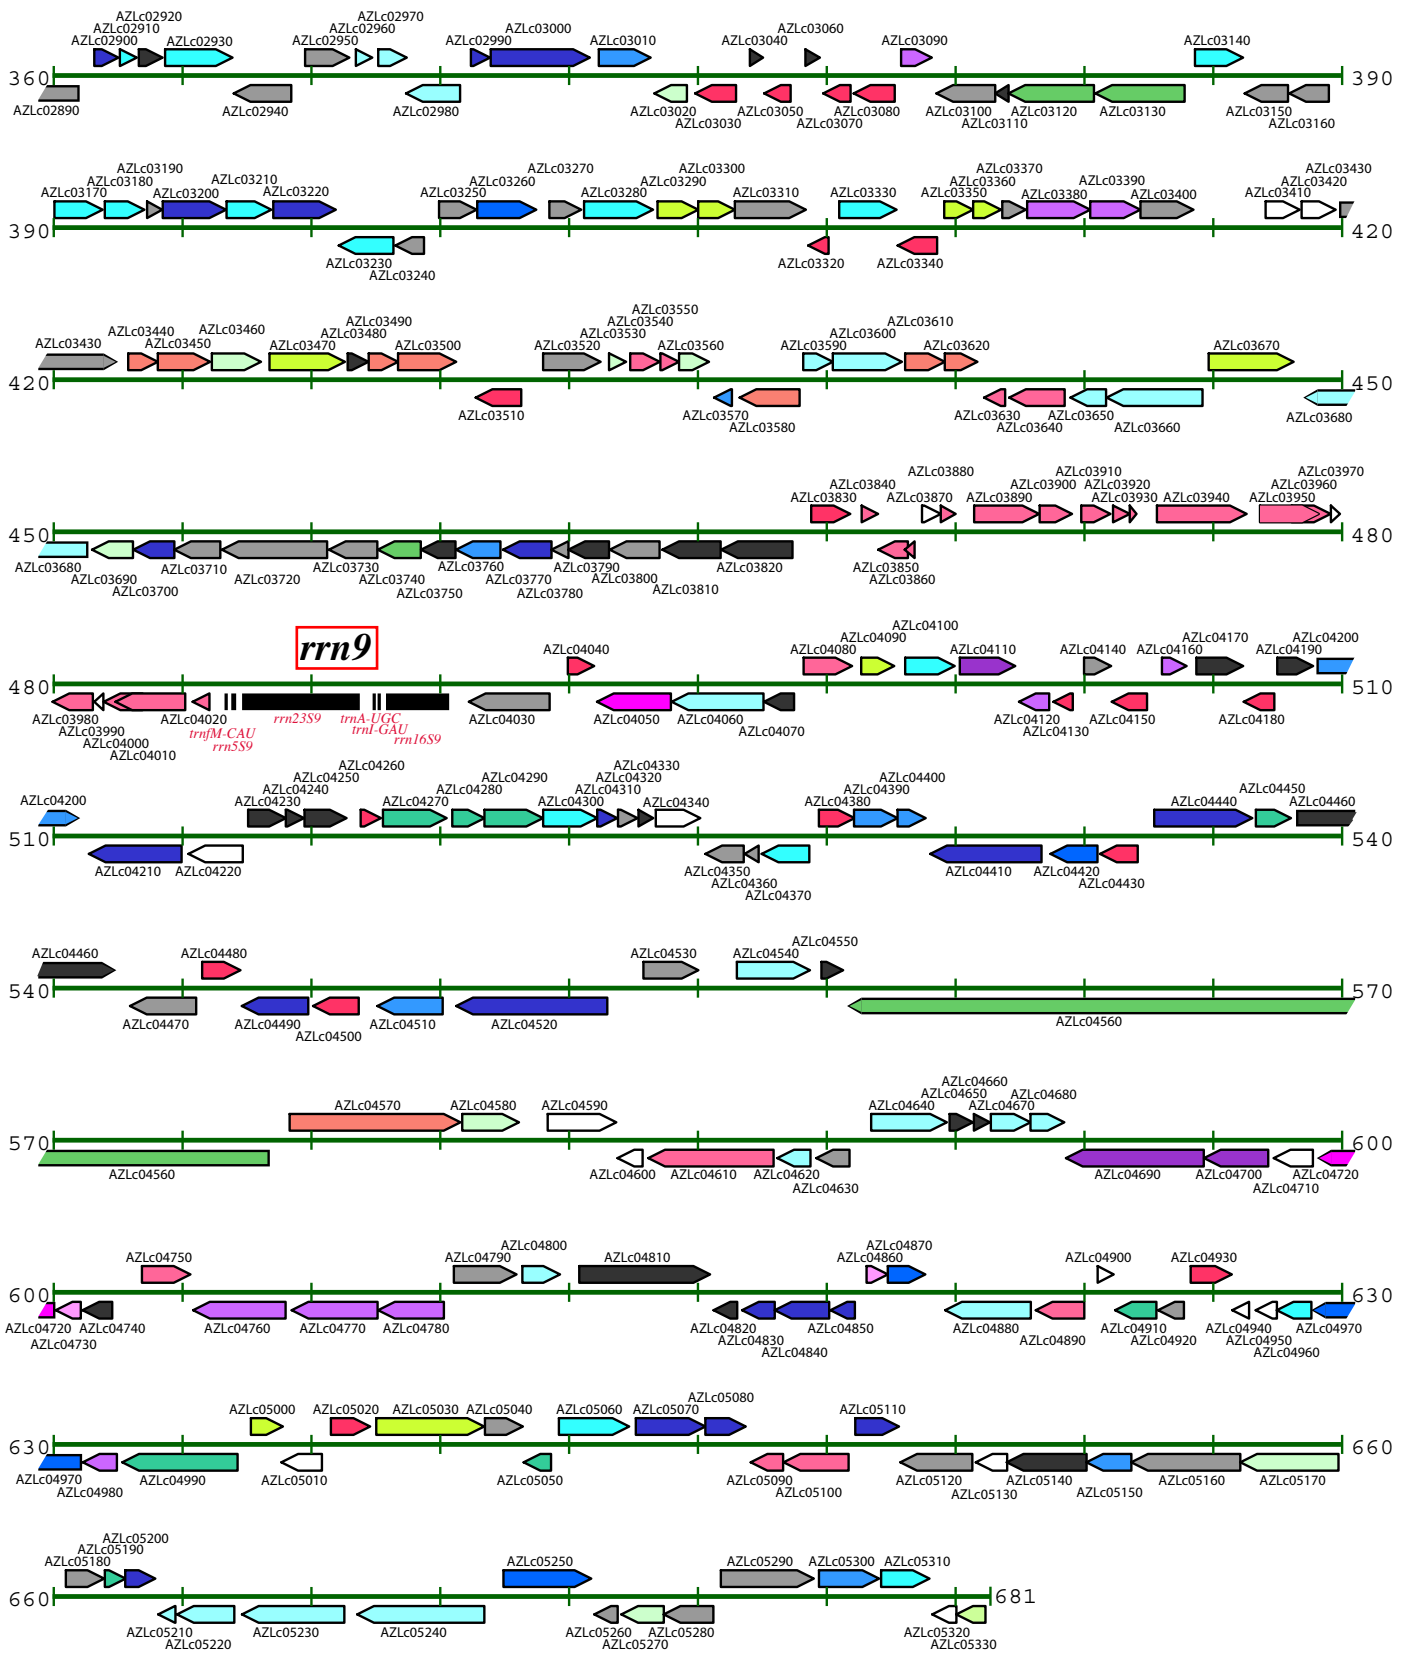 AZLc02920 AZLc02970
AZLc02910 AZLc02960 AZLc03000 AZLc03060
AZLc02900 AZLc02930 AZLc02950 AZLc02990 AZLc03010 AZLc03040 AZLc03090 AZLc03140
360 390
AZLc02890 AZLc02940 AZLc02980 AZLc03020 AZLc03050 AZLc03080 AZLc03100 AZLc03120 AZLc03130 AZLc03150
AZLc03030 AZLc03070 AZLc03110 AZLc03160
AZLc03190 AZLc03270 AZLc03300 AZLc03370 AZLc03430
AZLc03180 AZLc03210 AZLc03260 AZLc03290 AZLc03360 AZLc03390 AZLc03420
AZLc03170 AZLc03200 AZLc03220 AZLc03250 AZLc03280 AZLc03310 AZLc03330 AZLc03350 AZLc03380 AZLc03400 AZLc03410
390 420
AZLc03230 AZLc03320 AZLc03340
AZLc03240
AZLc03550
AZLc03490 AZLc03540 AZLc03610
AZLc03440 AZLc03460 AZLc03480 AZLc03530 AZLc03600
AZLc03430 AZLc03450 AZLc03470 AZLc03500 AZLc03520 AZLc03560 AZLc03590 AZLc03620 AZLc03670
420 450
AZLc03510 AZLc03570 AZLc03630 AZLc03650 AZLc03680
AZLc03580 AZLc03640 AZLc03660
AZLc03880 AZLc03910 AZLc03970
AZLc03840 AZLc03900 AZLc03920 AZLc03960
AZLc03830 AZLc03870 AZLc03890 AZLc03930 AZLc03940 AZLc03950
450 480
AZLc03680 AZLc03710 AZLc03730 AZLc03760 AZLc03790 AZLc03820 AZLc03850
AZLc03690 AZLc03720 AZLc03740 AZLc03770 AZLc03800 AZLc03860
AZLc03700 AZLc03750 AZLc03780 AZLc03810
rrn9
AZLc04100
AZLc04090 AZLc04170
AZLc04040 AZLc04080 AZLc04110 AZLc04140 AZLc04160 AZLc04190 AZLc04200
480 510
AZLc03980 AZLc04020 rrn23S9 trnA-UGC AZLc04030 AZLc04050 AZLc04060 AZLc04120 AZLc04150 AZLc04180
AZLc03990 trnfM-CAU trnI-GAU AZLc04070 AZLc04130
AZLc04000 rrn5S9 rrn16S9
AZLc04010
AZLc04260 AZLc04330
AZLc04250 AZLc04290 AZLc04320 AZLc04400
AZLc04240 AZLc04280 AZLc04310 AZLc04390 AZLc04450
AZLc04200 AZLc04230 AZLc04270 AZLc04300 AZLc04340 AZLc04380 AZLc04440 AZLc04460
510 540
AZLc04210 AZLc04220 AZLc04350 AZLc04410 AZLc04420
AZLc04360 AZLc04430
AZLc04370
AZLc04550
AZLc04460 AZLc04480 AZLc04530 AZLc04540
540 570
AZLc04470 AZLc04490 AZLc04510 AZLc04520 AZLc04560
AZLc04500
AZLc04660
AZLc04650 AZLc04680
AZLc04570 AZLc04580 AZLc04590 AZLc04640 AZLc04670
570 600
AZLc04560 AZLc04600 AZLc04610 AZLc04620 AZLc04690 AZLc04700 AZLc04720
AZLc04630 AZLc04710
AZLc04800 AZLc04870
AZLc04750 AZLc04790 AZLc04810 AZLc04860 AZLc04900 AZLc04930
600 630
AZLc04720 AZLc04740 AZLc04760 AZLc04770 AZLc04780 AZLc04820 AZLc04850 AZLc04880 AZLc04910 AZLc04940 AZLc04970
AZLc04730 AZLc04830 AZLc04890 AZLc04920 AZLc04950
AZLc04840 AZLc04960
AZLc05080
AZLc05000 AZLc05020 AZLc05030 AZLc05040 AZLc05060 AZLc05070 AZLc05110
630 660
AZLc04970 AZLc04990 AZLc05010 AZLc05050 AZLc05090 AZLc05120 AZLc05140 AZLc05160 AZLc05170
AZLc04980 AZLc05100 AZLc05130 AZLc05150
AZLc05200
AZLc05190
AZLc05180 AZLc05250 AZLc05290 AZLc05300 AZLc05310
660 681
AZLc05210 AZLc05230 AZLc05240 AZLc05260 AZLc05280 AZLc05320
AZLc05220 AZLc05270 AZLc05330